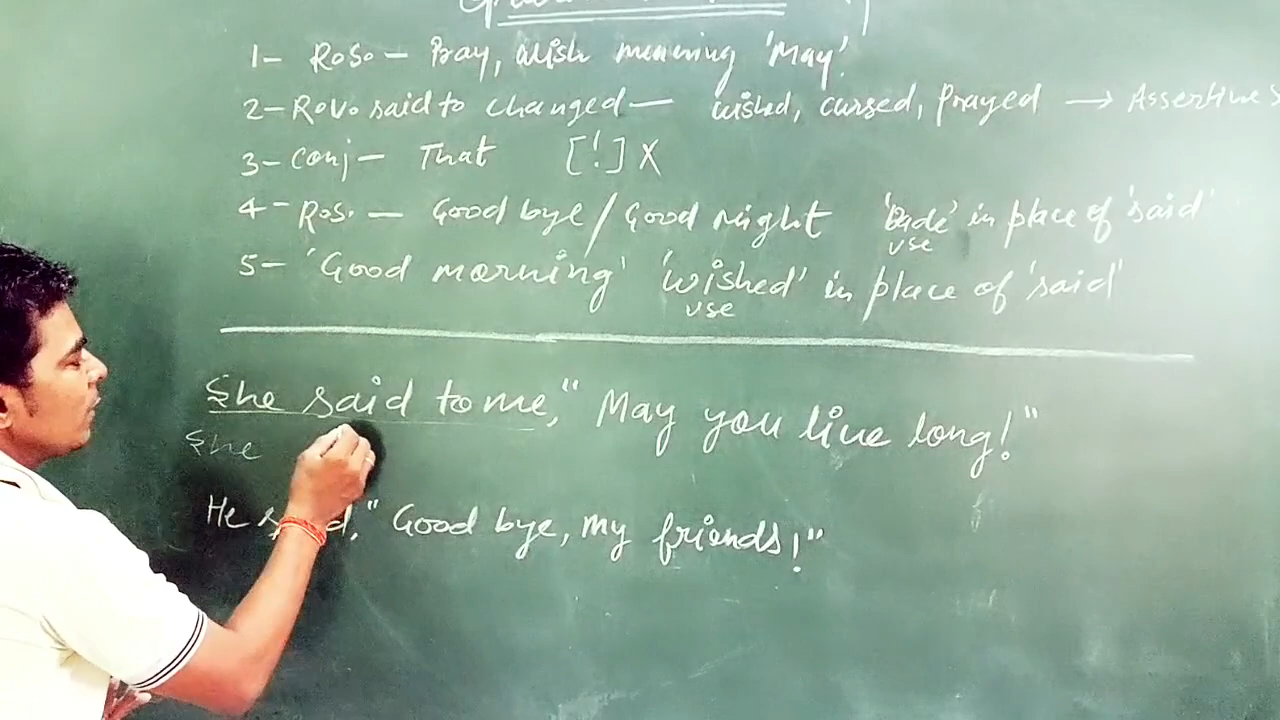 1- RoSo - Pray, wish meaning 'May'.
2- RoVo said to changed - wished, cursed, prayed → Assertive S
3- Conj - That [!] X
4- RoS. - Good bye / Good night 'Bade' in place of 'said'
use
5- 'Good morning' 'wished' in place of 'said'
use
She said to me," May you live long!"
She
He said," Good bye, my friends!"